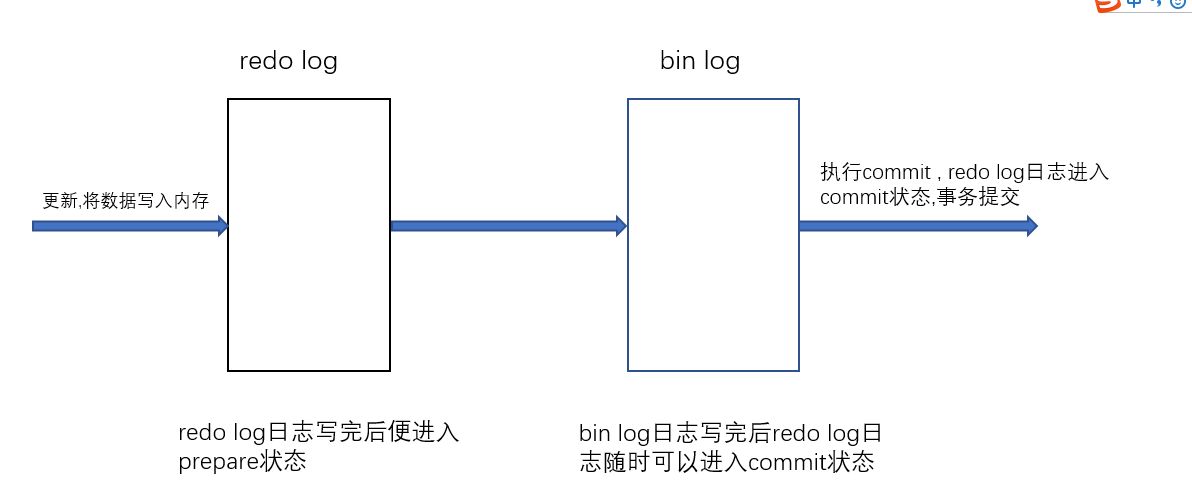 中
redo log
bin log
更新,将数据写入内存
执行commit , redo log日志进入
commit状态,事务提交
redo log日志写完后便进入
prepare状态
bin log日志写完后redo log日
志随时可以进入commit状态